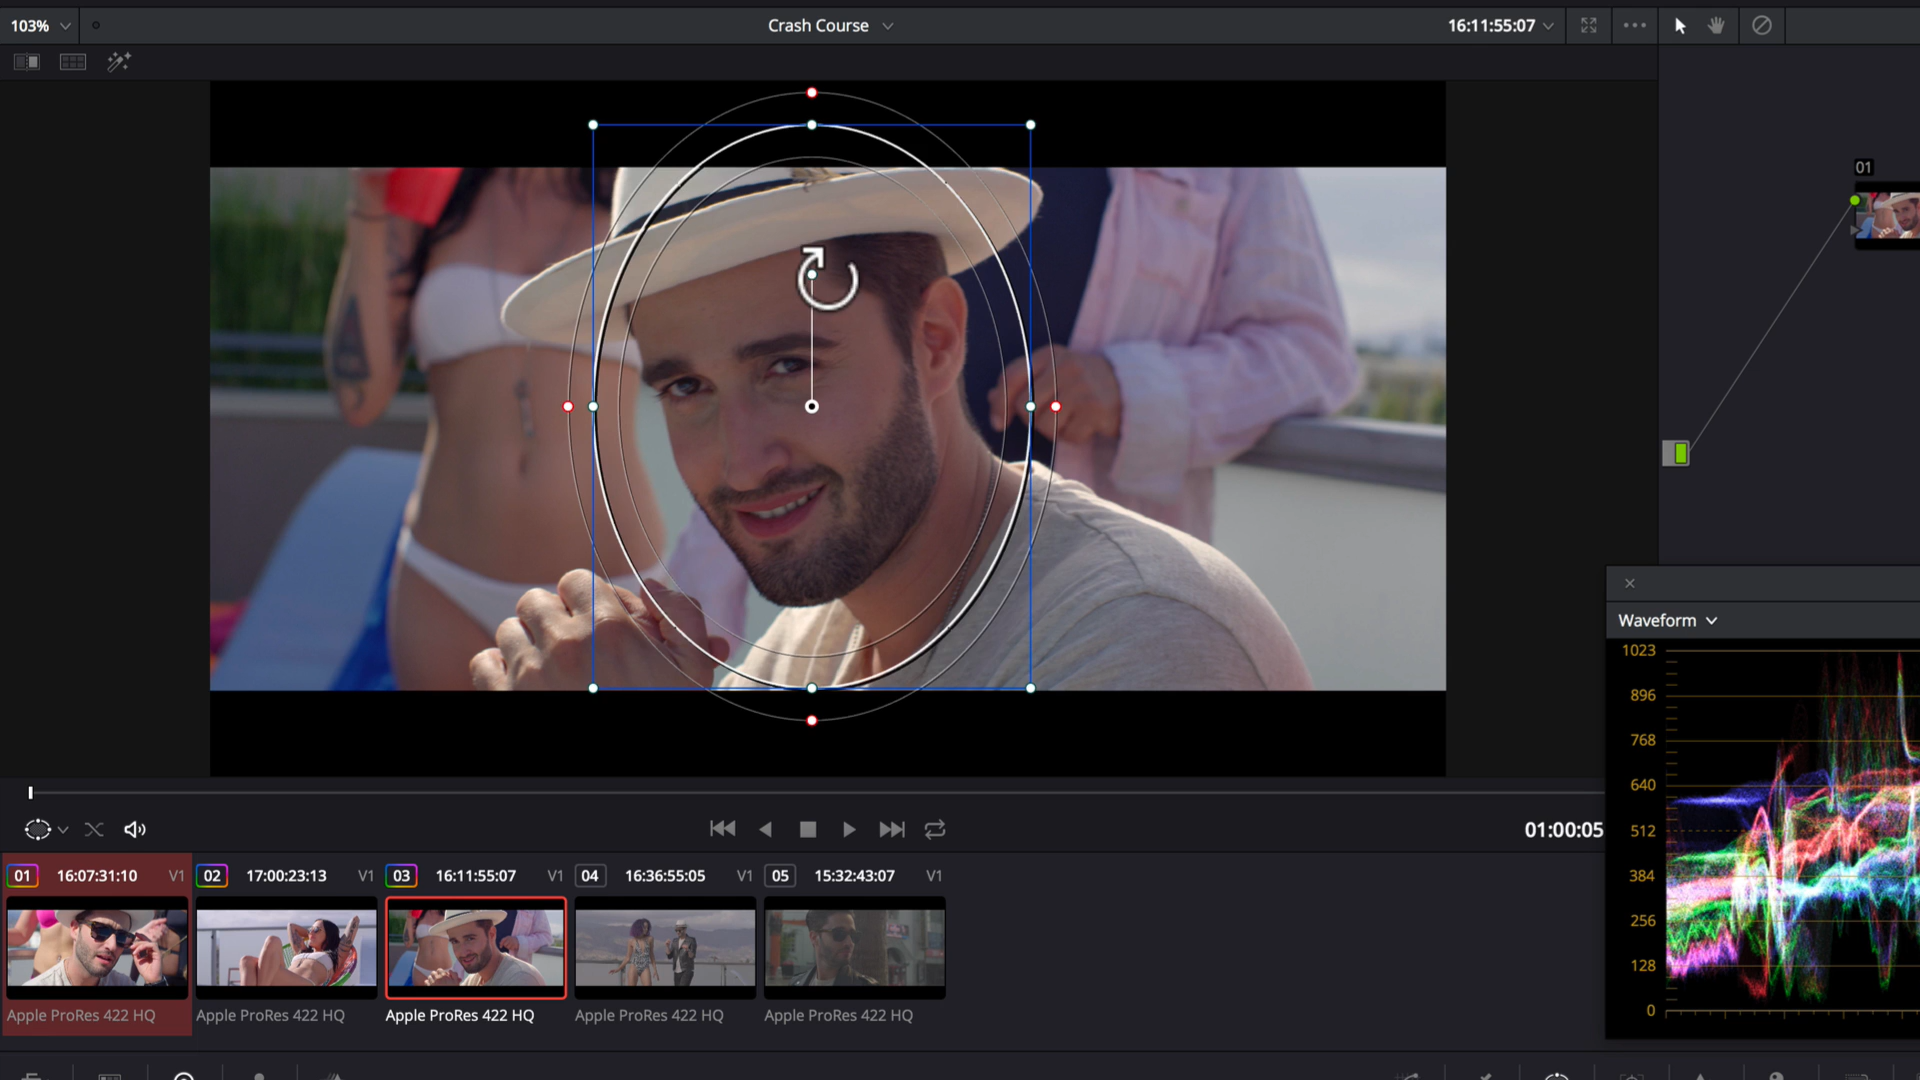 103%
Crash Course
16:11:55:07
01
Waveform
1023
896
768
640
512
384
256
128
0
01:00:05
01 16:07:31:10 V1
02 17:00:23:13 V1
03 16:11:55:07 V1
04 16:36:55:05 V1
05 15:32:43:07 V1
Apple ProRes 422 HQ
Apple ProRes 422 HQ
Apple ProRes 422 HQ
Apple ProRes 422 HQ
Apple ProRes 422 HQ